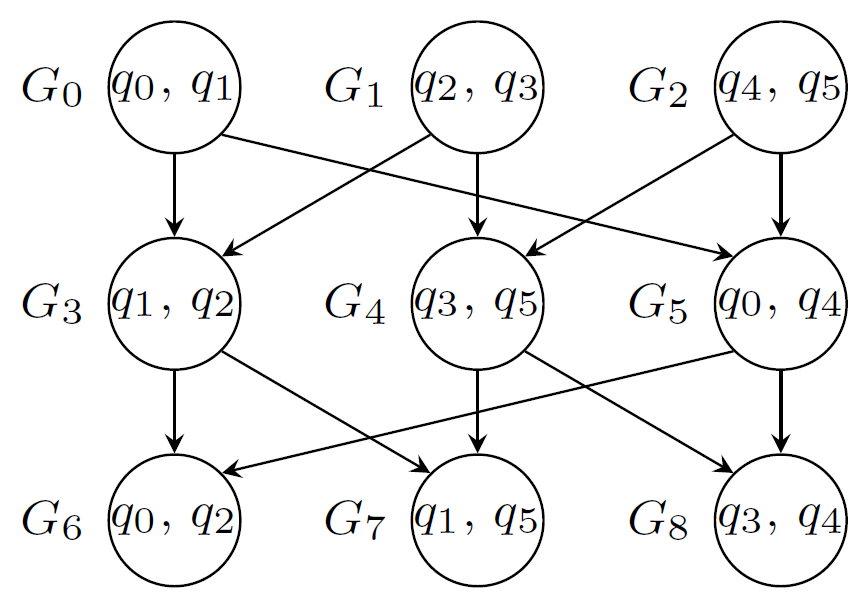 G₀ q₀, q₁ G₁ q₂, q₃ G₂ q₄, q₅
G₃ q₁, q₂ G₄ q₃, q₅ G₅ q₀, q₄
G₆ q₀, q₂ G₇ q₁, q₅ G₈ q₃, q₄